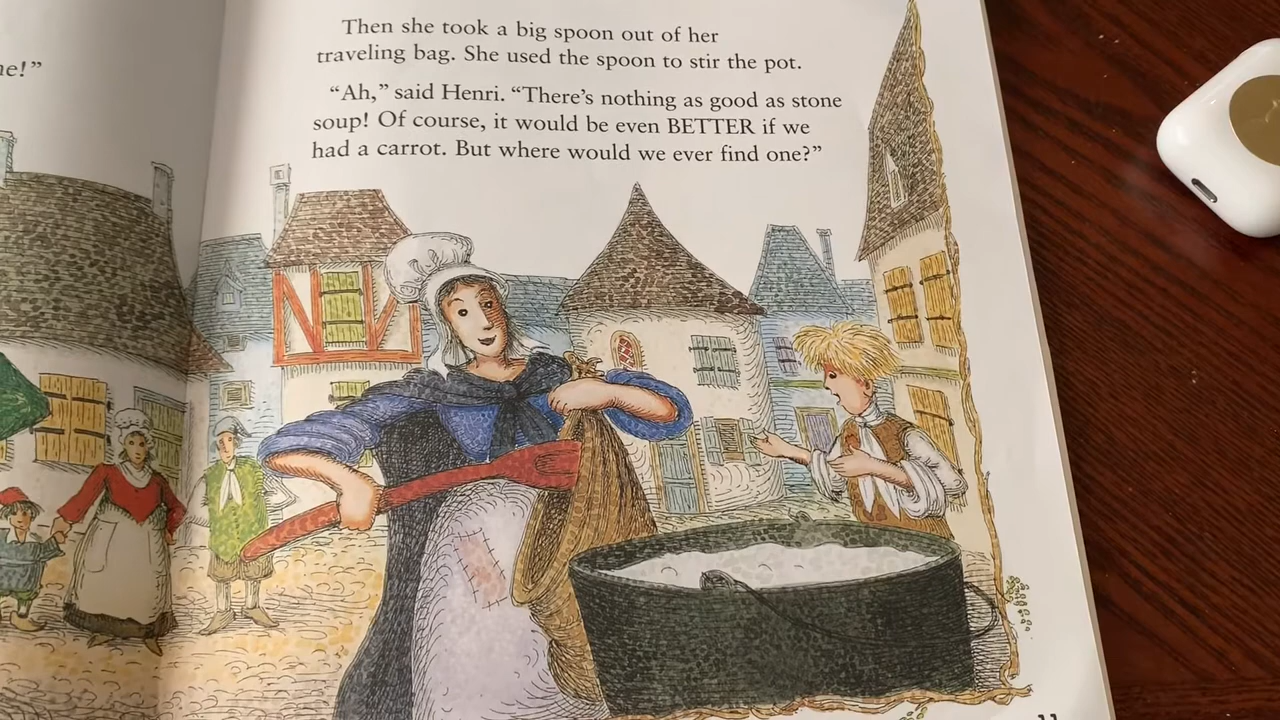 ne!”
Then she took a big spoon out of her
traveling bag. She used the spoon to stir the pot.
“Ah,” said Henri. “There’s nothing as good as stone
soup! Of course, it would be even BETTER if we
had a carrot. But where would we ever find one?”
11